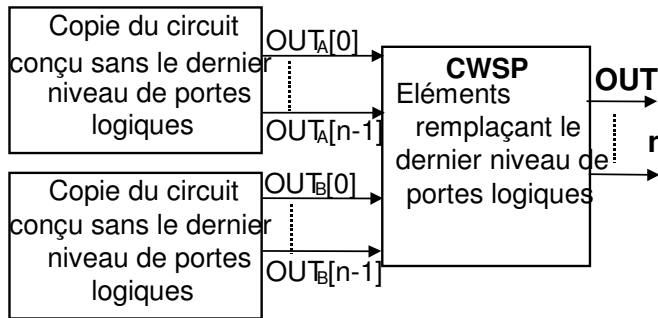 Copie du circuit
conçu sans le dernier
niveau de portes
logiques
OUTA[0]
OUTA[n-1]
Copie du circuit
conçu sans le dernier
niveau de portes
logiques
OUTB[0]
OUTB[n-1]
CWSP
Eléments
remplaçant le
dernier niveau de
portes logiques
OUT
n